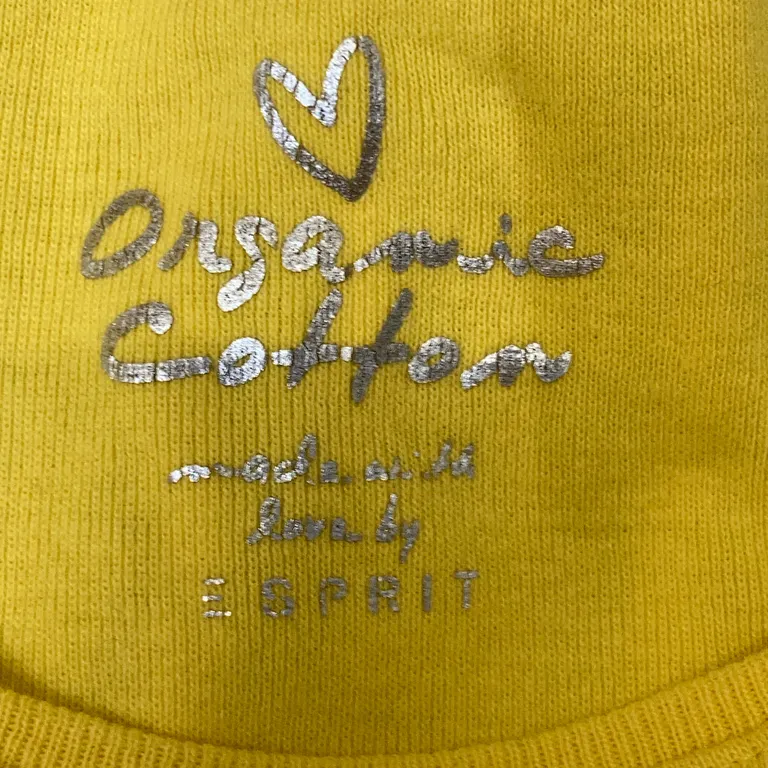 Organic
Cotton
made with
love by
ESPRIT